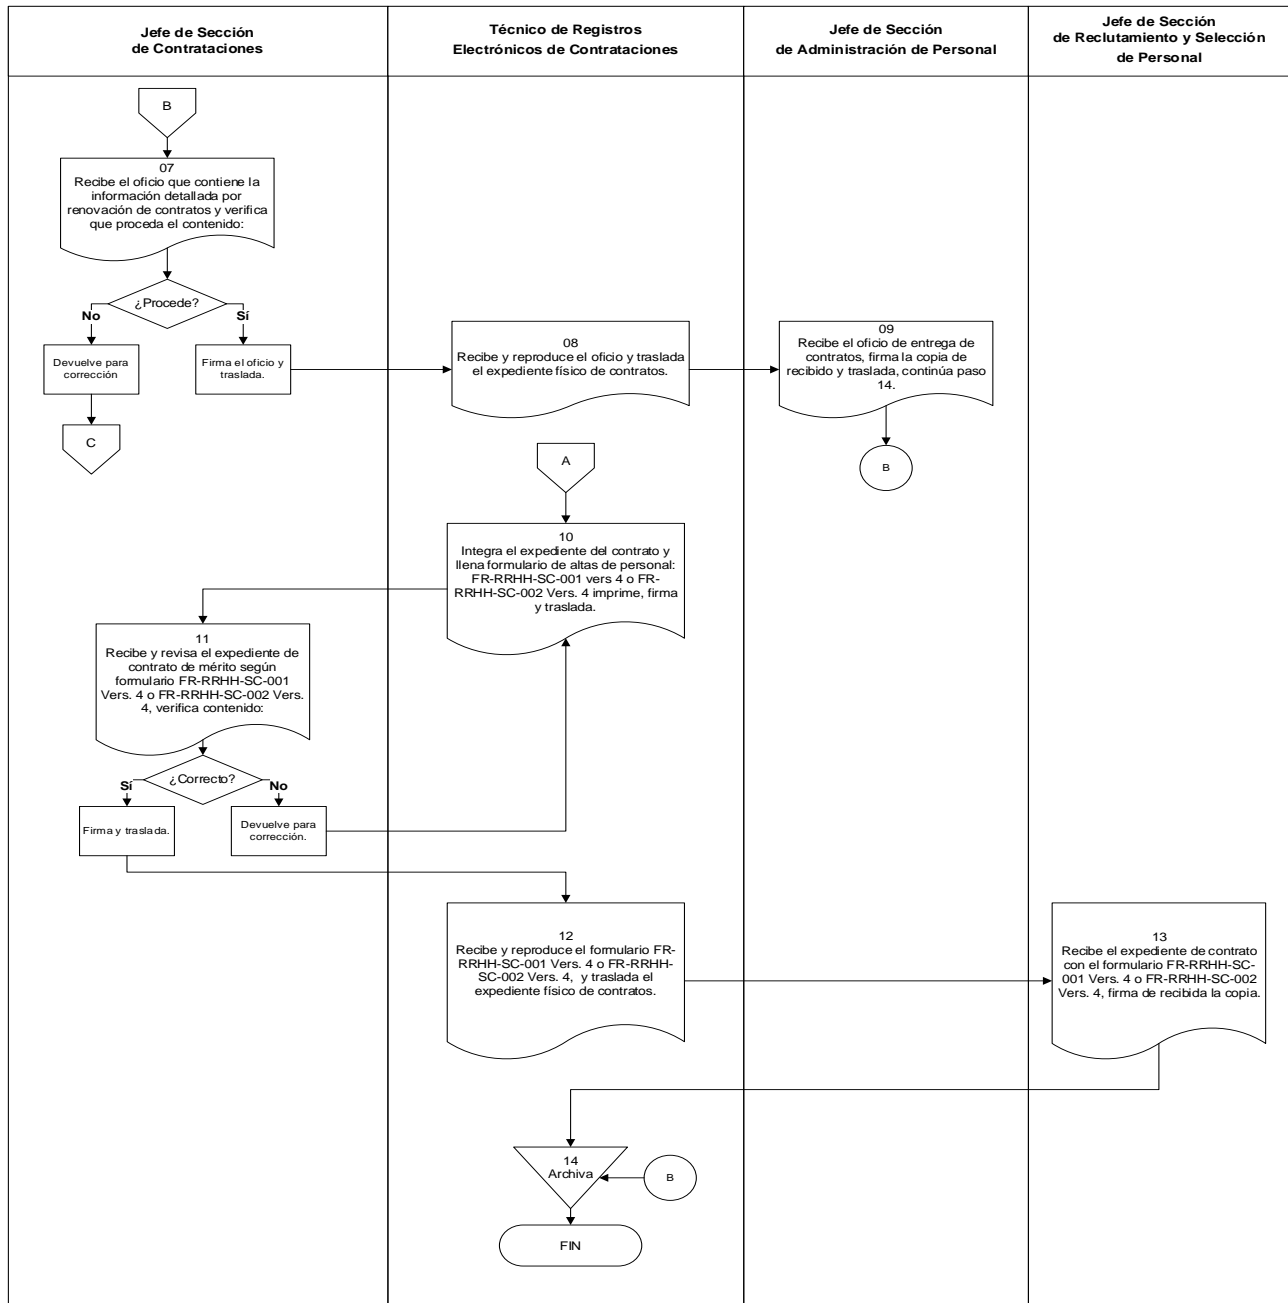 Jefe de Sección
de Contrataciones
Técnico de Registros
Electrónicos de Contrataciones
Jefe de Sección
de Administración de Personal
Jefe de Sección
de Reclutamiento y Selección
de Personal
B
07
Recibe el oficio que contiene la
información detallada por
renovación de contratos y verifica
que proceda el contenido:
¿Procede?
No
Sí
Devuelve para
corrección
Firma el oficio y
traslada.
C
08
Recibe y reproduce el oficio y traslada
el expediente físico de contratos.
09
Recibe el oficio de entrega de
contratos, firma la copia de
recibido y traslada, continúa paso
14.
B
A
10
Integra el expediente del contrato y
llena formulario de altas de personal:
FR-RRHH-SC-001 vers 4 o FR-
RRHH-SC-002 Vers. 4 imprime, firma
y traslada.
11
Recibe y revisa el expediente de
contrato de mérito según
formulario FR-RRHH-SC-001
Vers. 4 o FR-RRHH-SC-002 Vers.
4, verifica contenido:
¿Correcto?
Sí
No
Firma y traslada.
Devuelve para
corrección.
12
Recibe y reproduce el formulario FR-
RRHH-SC-001 Vers. 4 o FR-RRHH-
SC-002 Vers. 4,  y traslada el
expediente físico de contratos.
13
Recibe el expediente de contrato
con el formulario FR-RRHH-SC-
001 Vers. 4 o FR-RRHH-SC-002
Vers. 4, firma de recibida la copia.
14
Archiva
B
FIN